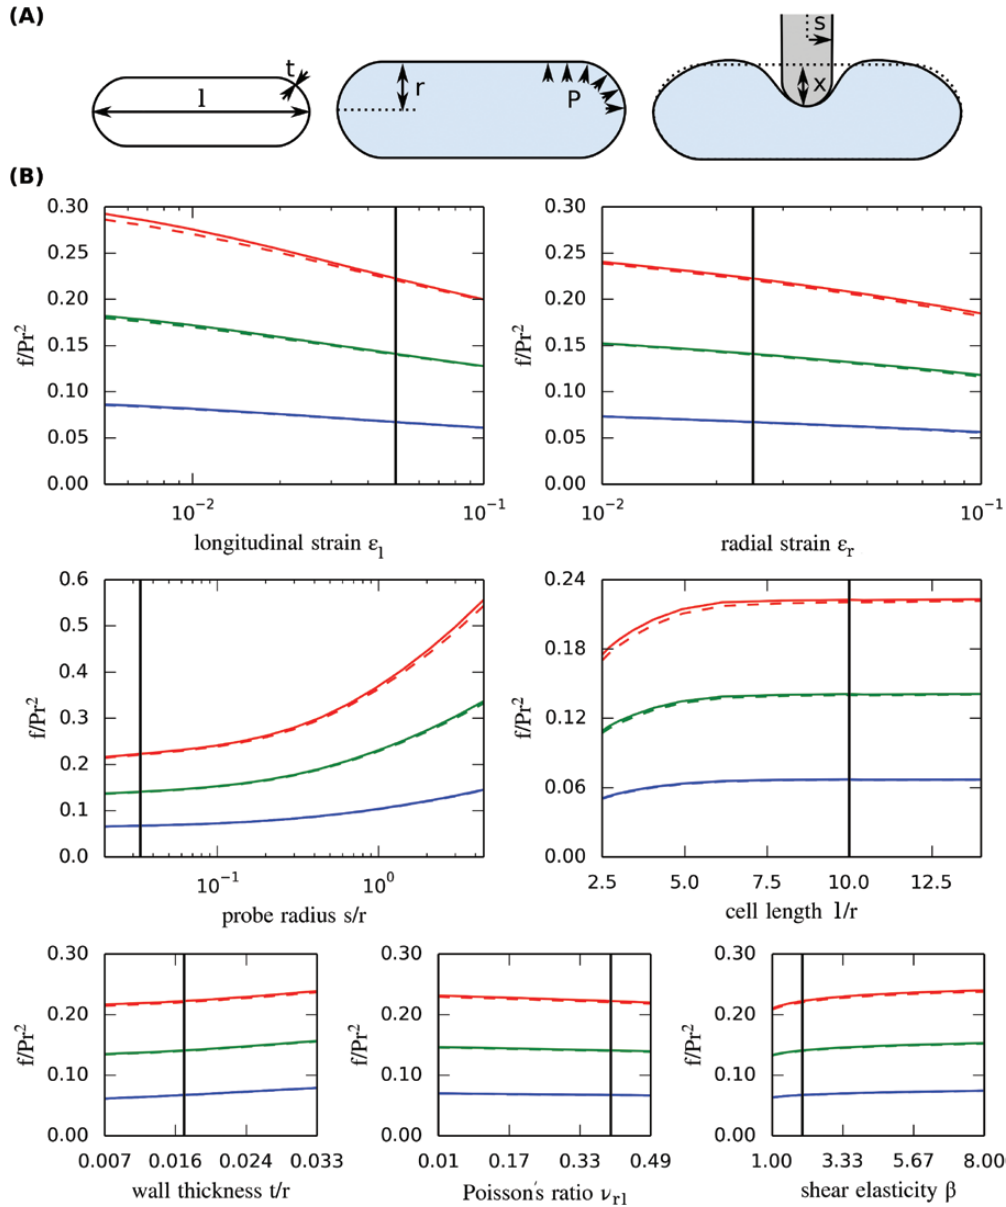 (A)
t
l
r
P
s
x
(B)
f/Pr²
0.30
0.25
0.20
0.15
0.10
0.05
0.00
10⁻² 10⁻¹
longitudinal strain ε₁
f/Pr²
0.30
0.25
0.20
0.15
0.10
0.05
0.00
10⁻² 10⁻¹
radial strain εᵣ
f/Pr²
0.6
0.5
0.4
0.3
0.2
0.1
0.0
10⁻¹ 10⁰
probe radius s/r
f/Pr²
0.24
0.18
0.12
0.06
0.00
2.5 5.0 7.5 10.0 12.5
cell length l/r
f/Pr²
0.30
0.20
0.10
0.00
0.007 0.016 0.024 0.033
wall thickness t/r
f/Pr²
0.30
0.20
0.10
0.00
0.01 0.17 0.33 0.49
Poisson's ratio νᵣₗ
f/Pr²
0.30
0.20
0.10
0.00
1.00 3.33 5.67 8.00
shear elasticity β